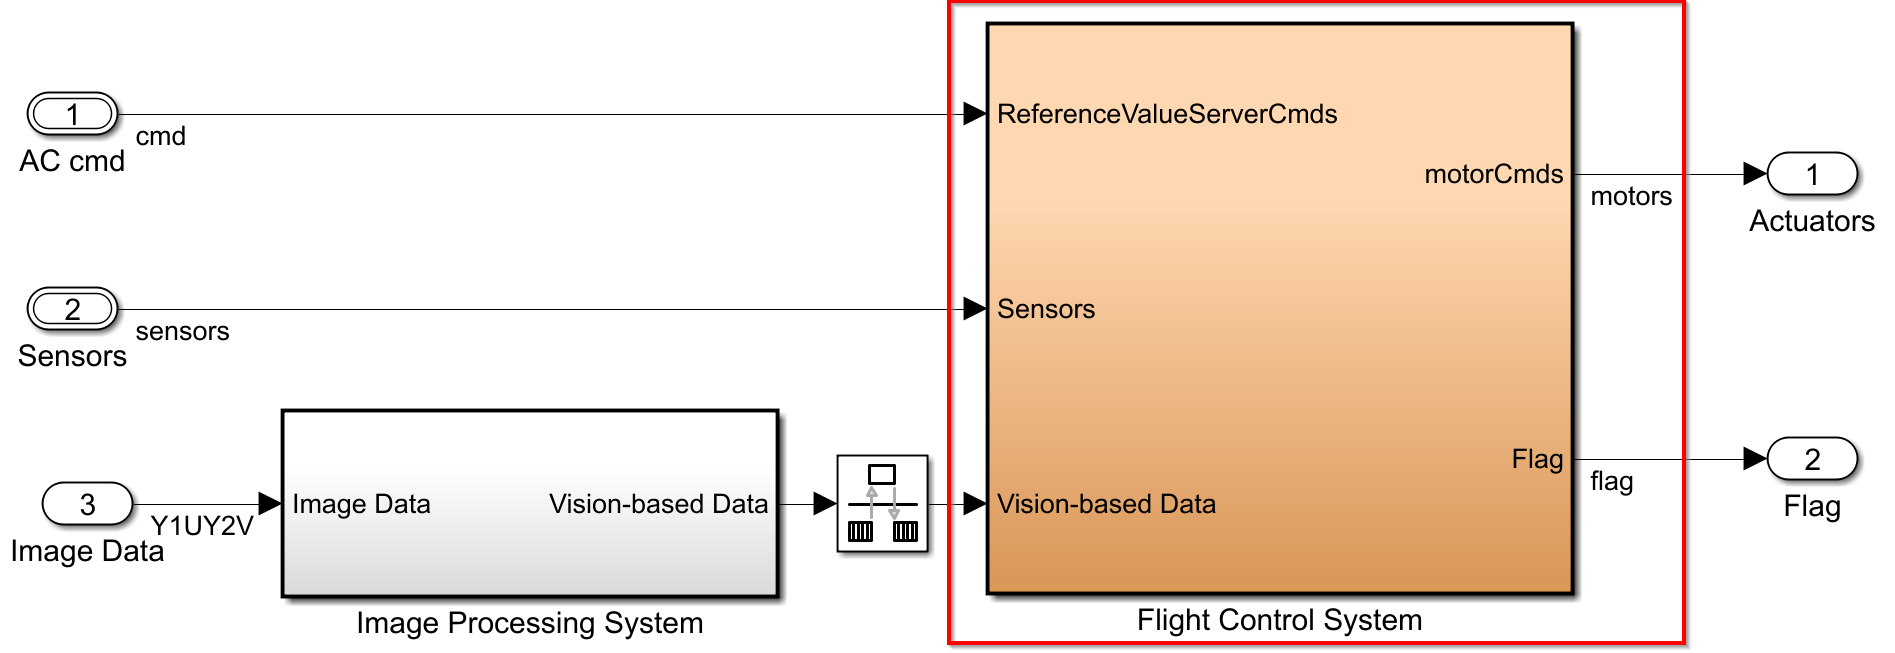 1
cmd
AC cmd
ReferenceValueServerCmds
motorCmds
motors
1
Actuators
2
sensors
Sensors
Sensors
3
Y1UY2V
Image Data
Image Data
Vision-based Data
Image Processing System
Vision-based Data
Flag
flag
2
Flag
Flight Control System